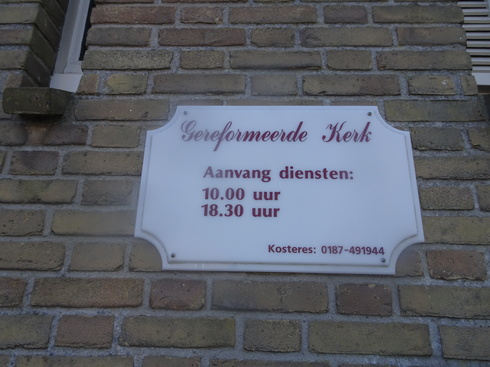 Gereformeerde Kerk
Aanvang diensten:
10.00 uur
18.30 uur
Kosteres: 0187-491944